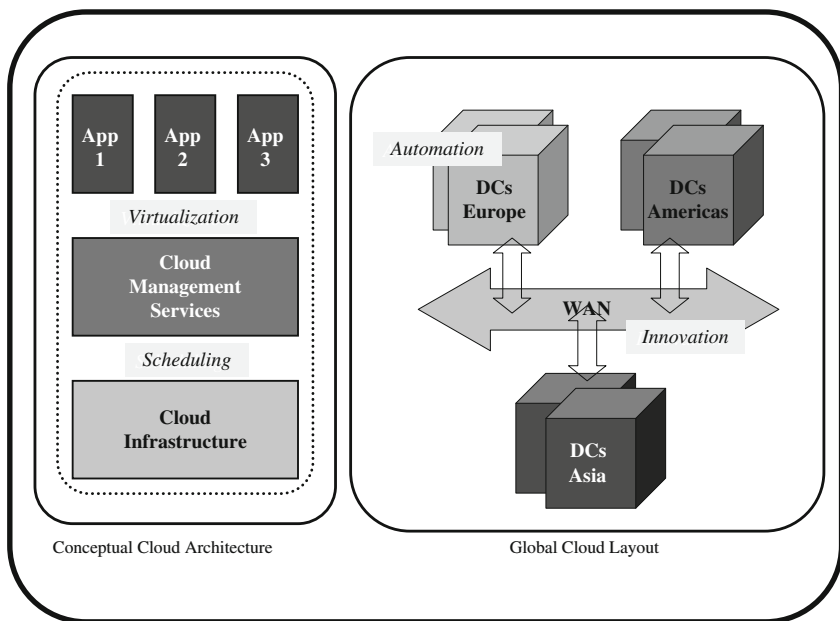 App
1
App
2
App
3
Virtualization
Cloud
Management
Services
Scheduling
Cloud
Infrastructure
Conceptual Cloud Architecture
Automation
DCs
Europe
DCs
Americas
WAN
Innovation
DCs
Asia
Global Cloud Layout